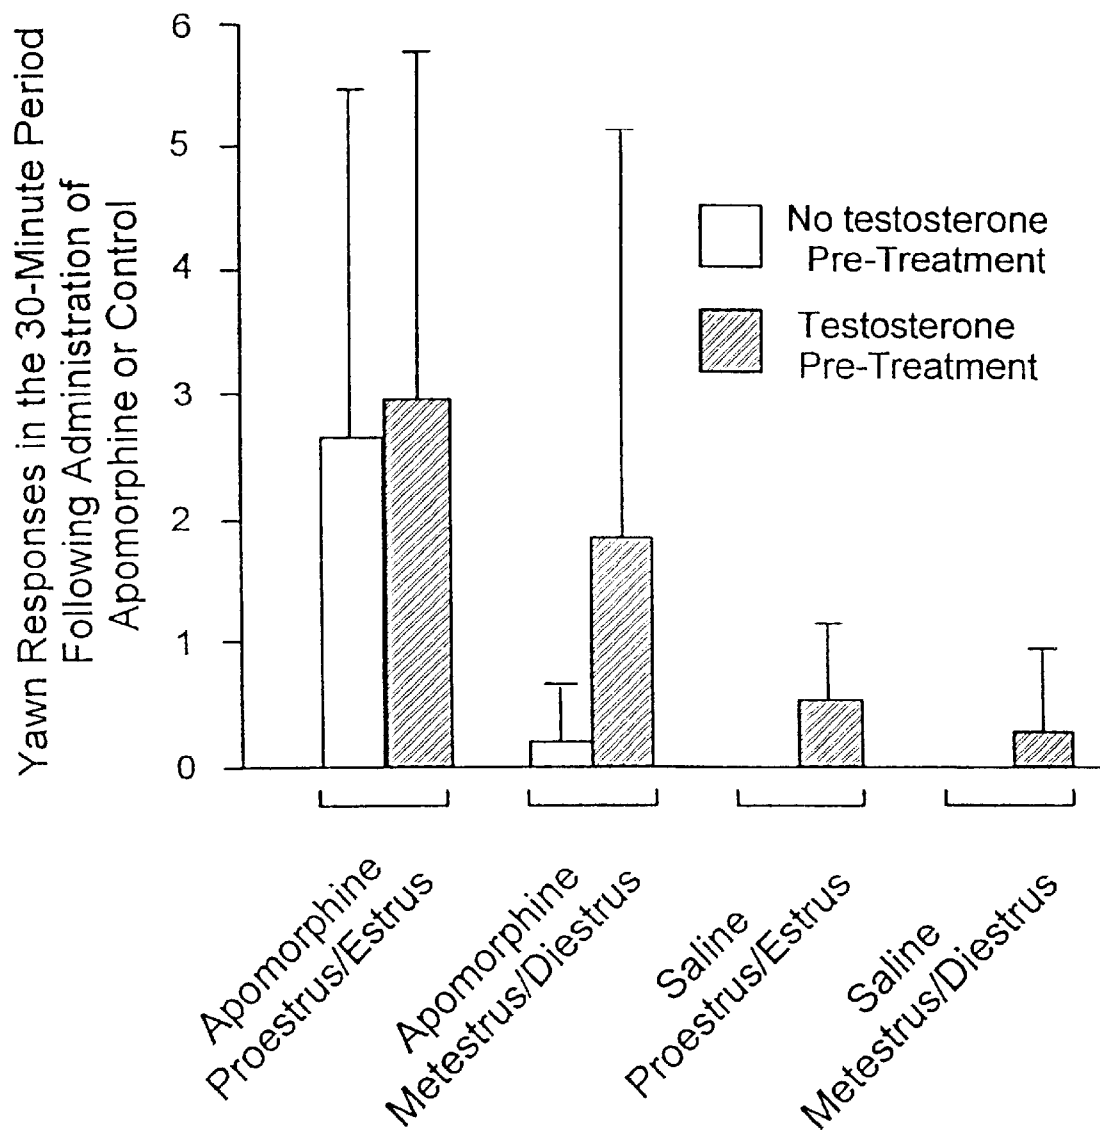 Yawn Responses in the 30-Minute Period
Following Administration of
Apomorphine or Control
6
5
4
3
2
1
0
No testosterone
Pre-Treatment
Testosterone
Pre-Treatment
Apomorphine
Proestrus/Estrus
Apomorphine
Metestrus/Diestrus
Saline
Proestrus/Estrus
Saline
Metestrus/Diestrus